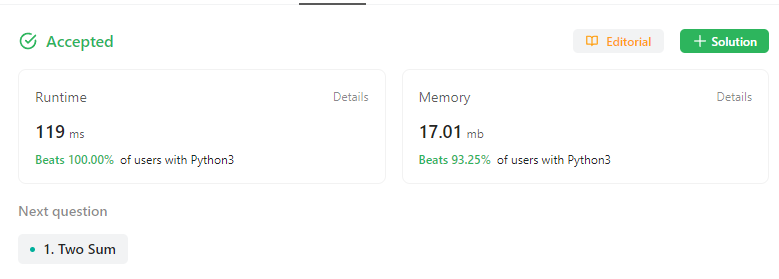 Accepted
Editorial
+ Solution
Runtime
Details
119 ms
Beats 100.00% of users with Python3
Memory
Details
17.01 mb
Beats 93.25% of users with Python3
Next question
1. Two Sum